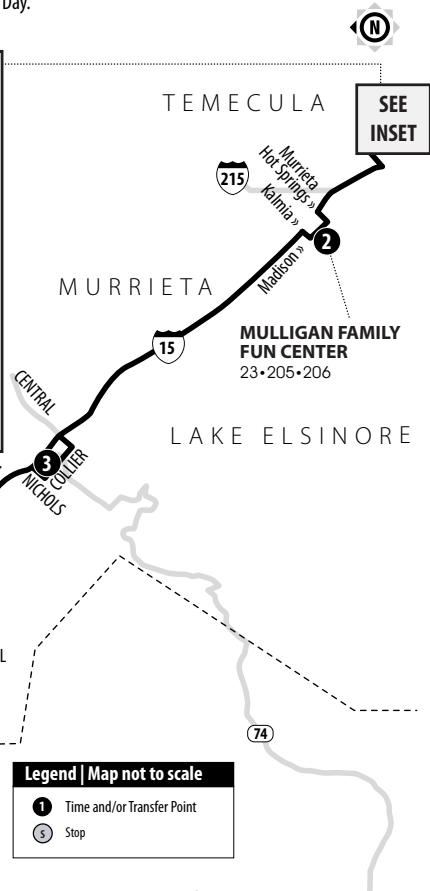 Day.
N
TEMECULA
SEE
INSET
215
Murrieta
Hot Springs »
Kalmia »
2
Madison »
MURRIETA
MULLIGAN FAMILY
FUN CENTER
23•205•206
15
CENTRAL
LAKE ELSINORE
3
COLLIER
NICHOLS
L
74
Legend | Map not to scale
1 Time and/or Transfer Point
S Stop